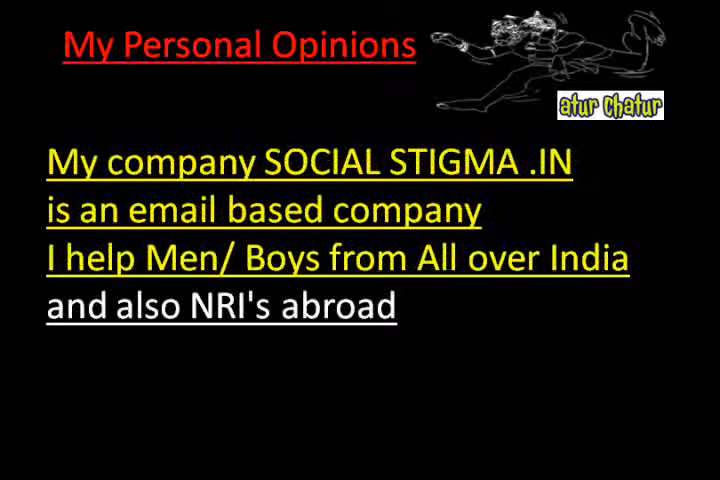 My Personal Opinions
atur chatur
My company SOCIAL STIGMA .IN
is an email based company
I help Men/ Boys from All over India
and also NRI's abroad